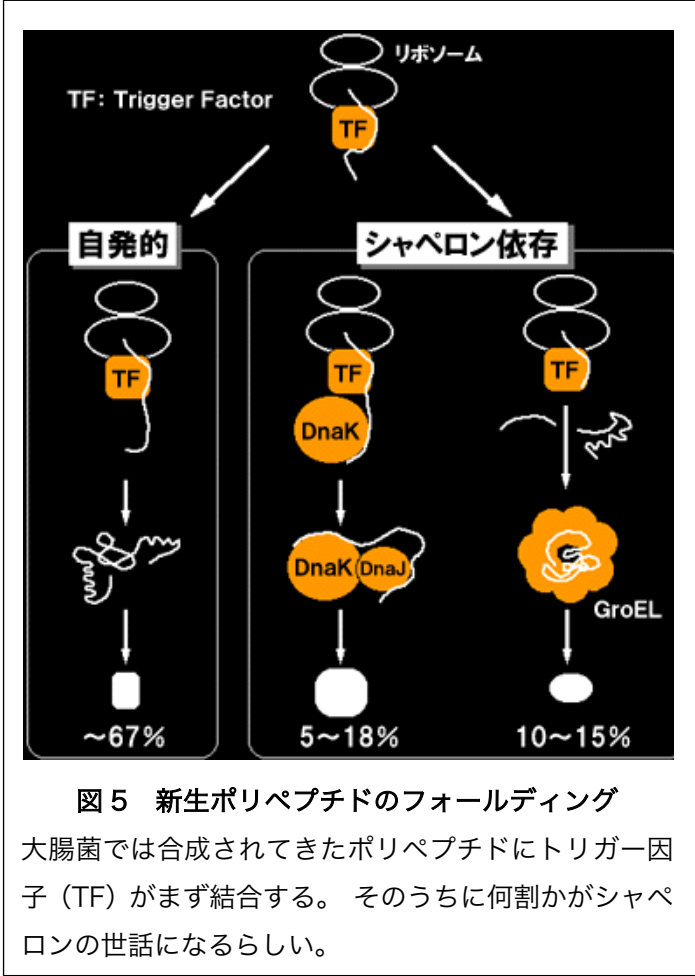 リボソーム
TF: Trigger Factor
TF
自発的
シャペロン依存
TF
TF
TF
DnaK
DnaK
DnaJ
GroEL
～67%
5～18%
10～15%
図５　新生ポリペプチドのフォールディング
大腸菌では合成されてきたポリペプチドにトリガー因
子（TF）がまず結合する。 そのうちに何割かがシャペ
ロンの世話になるらしい。